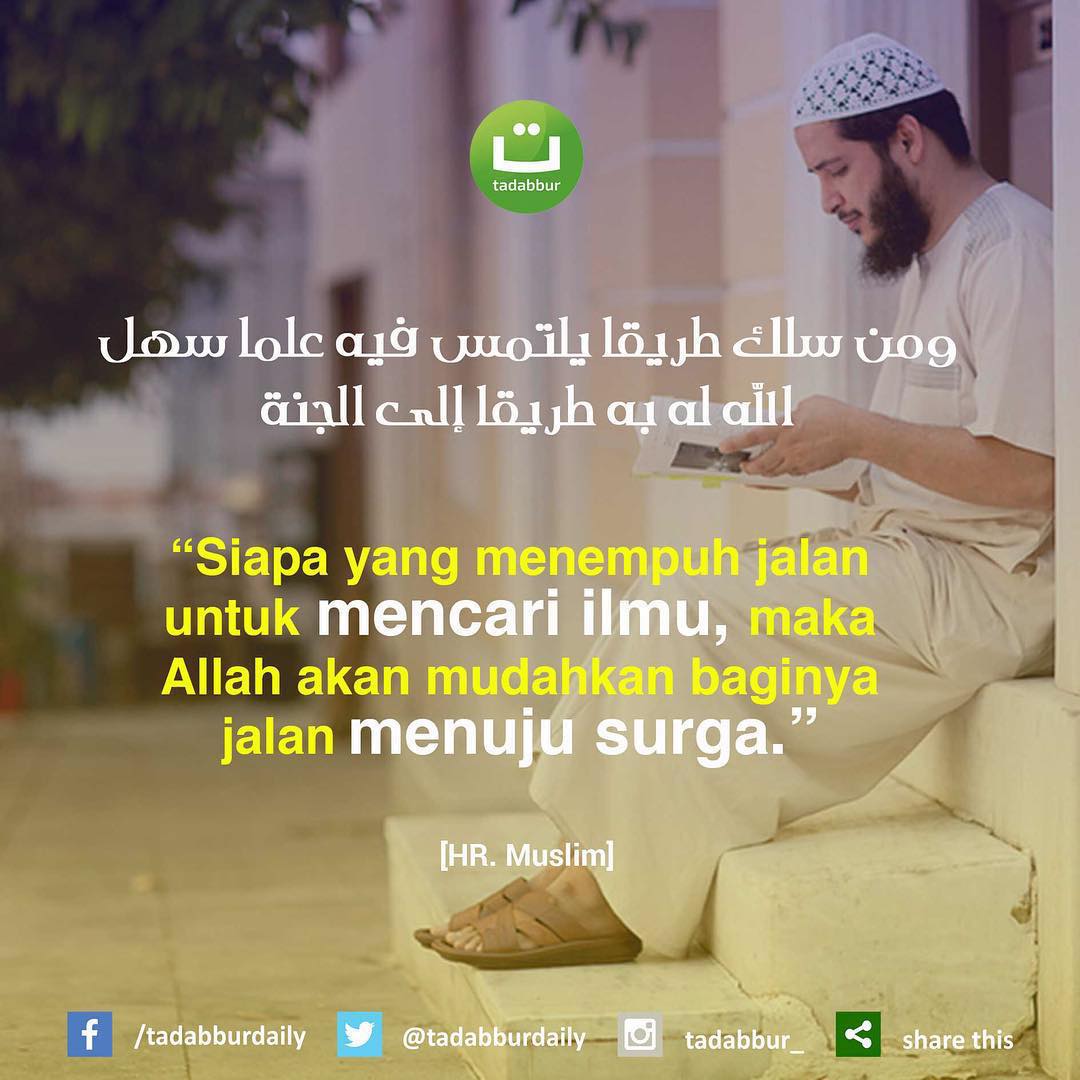 ت
tadabbur
ومن سلك طريقا يلتمس فيه علما سهل
الله له به طريقا إلى الجنة
“Siapa yang menempuh jalan
untuk mencari ilmu, maka
Allah akan mudahkan baginya
jalan menuju surga.”
[HR. Muslim]
/tadabburdaily @tadabburdaily tadabbur_ share this